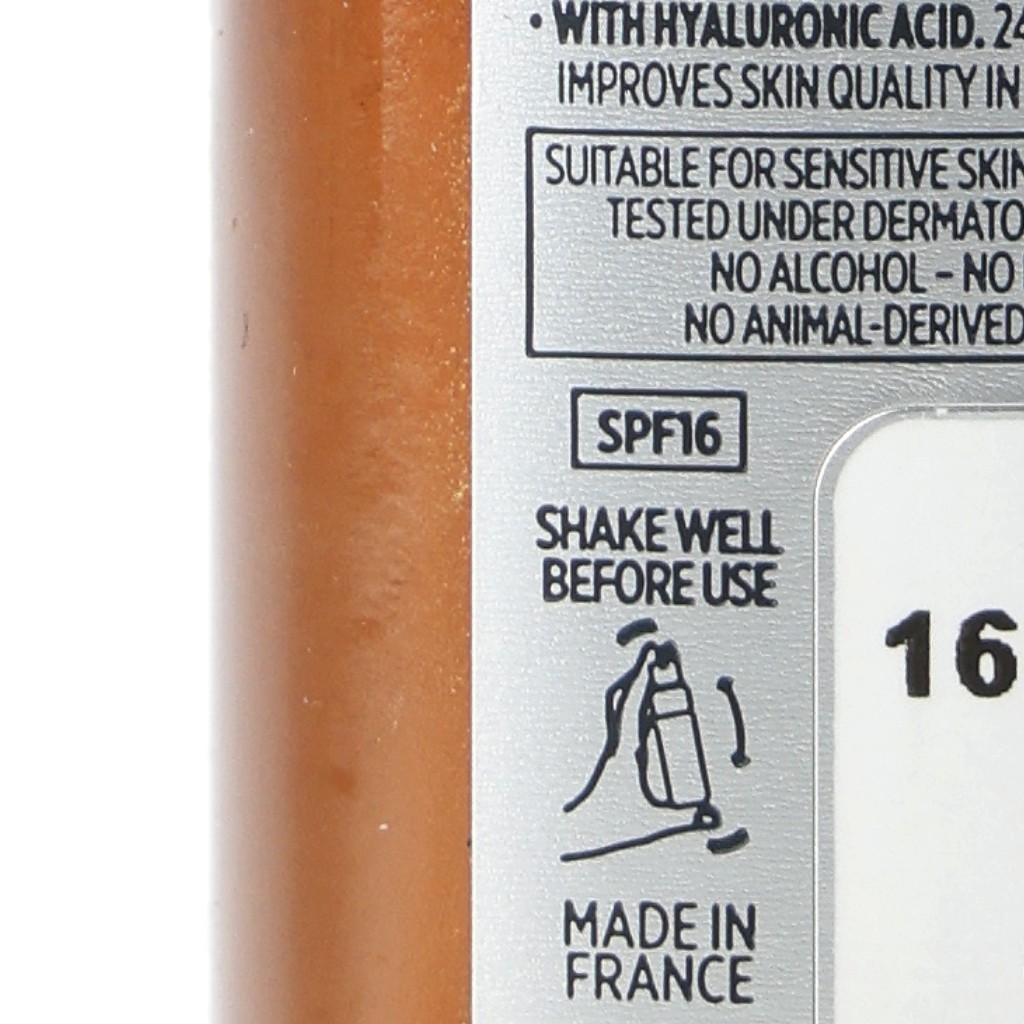 • WITH HYALURONIC ACID. 24
IMPROVES SKIN QUALITY IN
SUITABLE FOR SENSITIVE SKIN
TESTED UNDER DERMATO
NO ALCOHOL – NO
NO ANIMAL-DERIVED
SPF16
SHAKE WELL
BEFORE USE
16
MADE IN
FRANCE